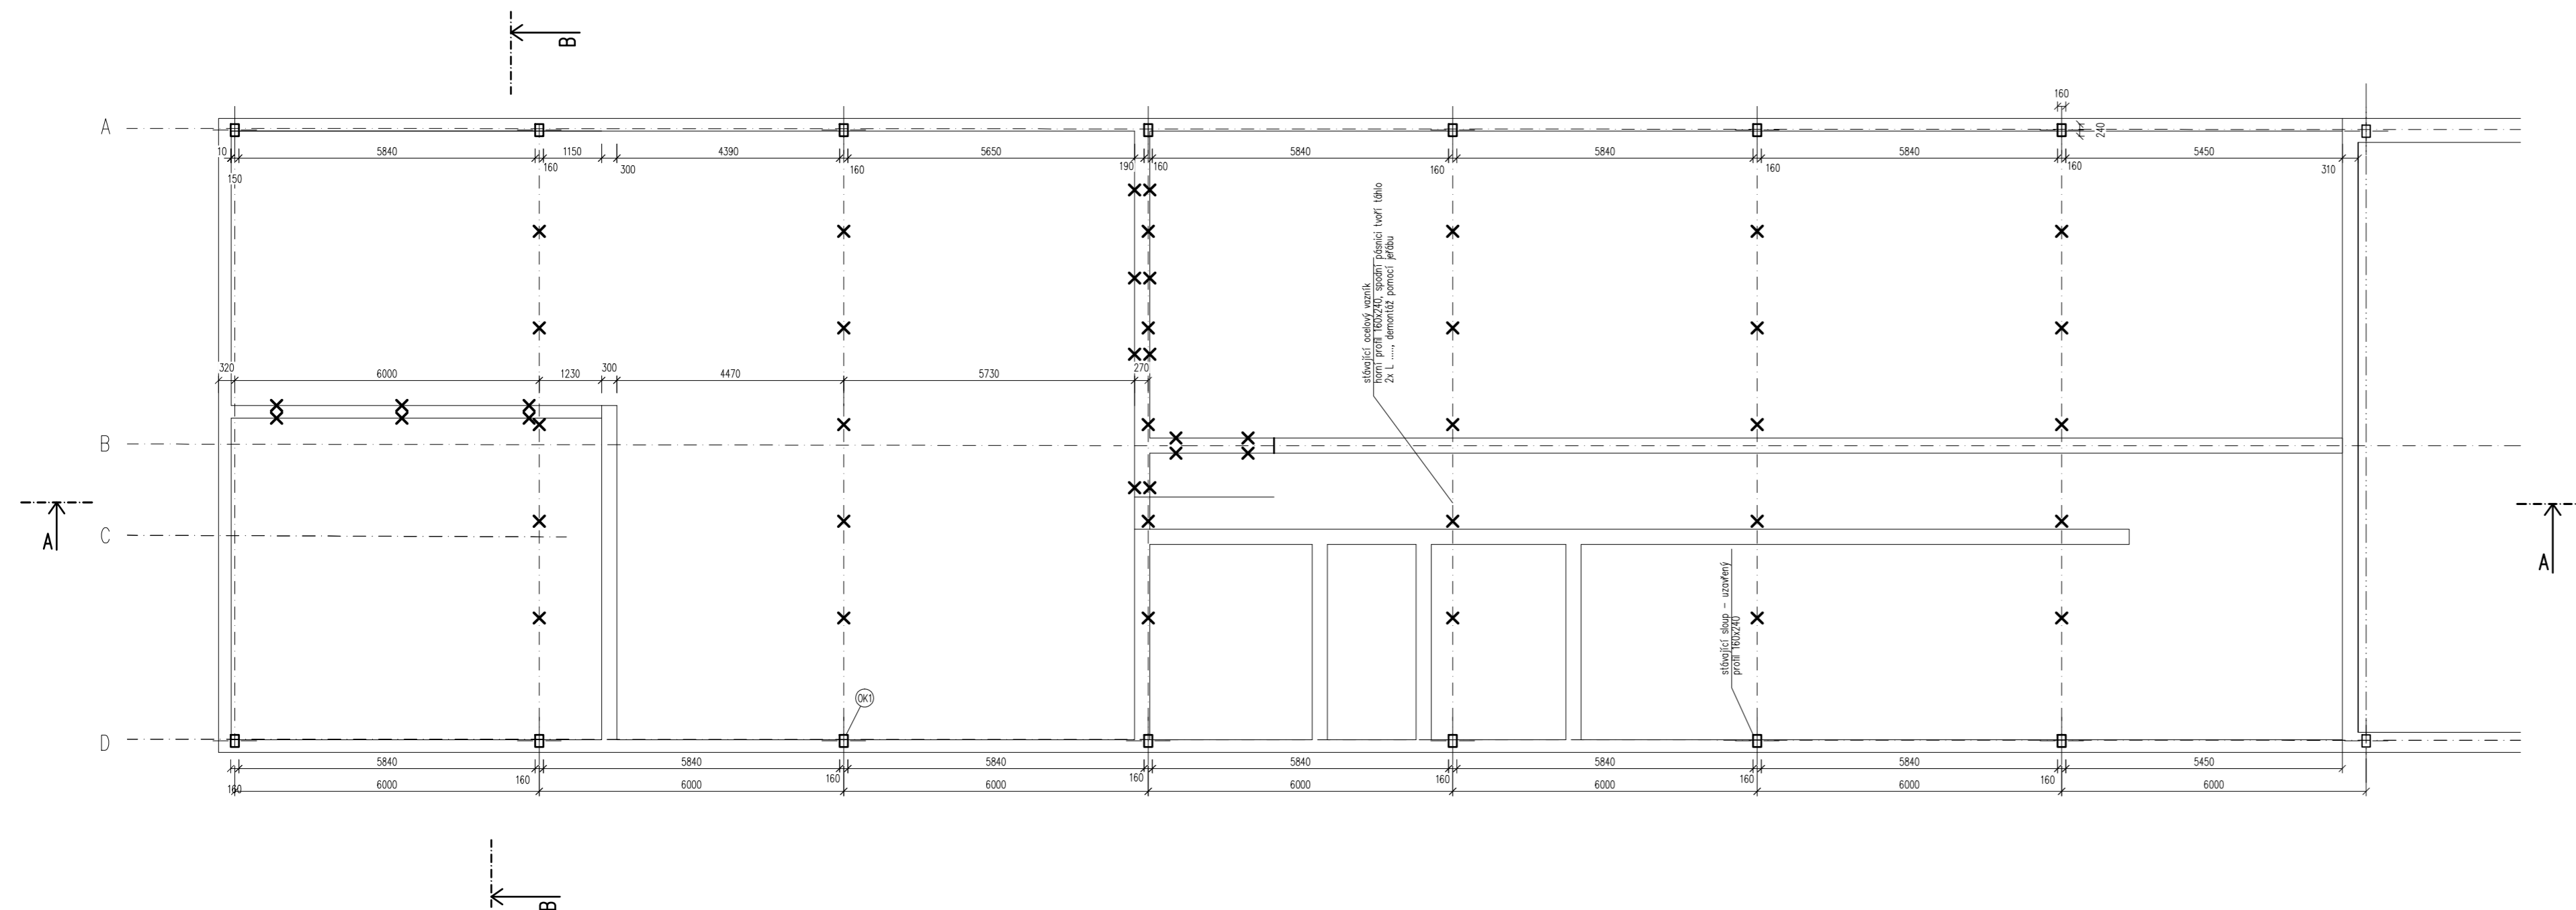 B
160
A
240
10 5840 1150 4390 5650 5840 5840 5840 5450
150 160 300 160 190 160 160 160 160 310
stávající ocelový vazník
horní profil 160x240, spodní pásnici tvoří táhlo
2x L ...., demontáž pomocí jeřábu
320 6000 1230 300 4470 5730 270
B
A
C
A
stávající sloup - uzavřený
profil 160x240
OK1
D
5840 5840 5840 5840 5840 5840 5450
160 160 160 160 160 160 160
6000 6000 6000 6000 6000 6000 6000
B